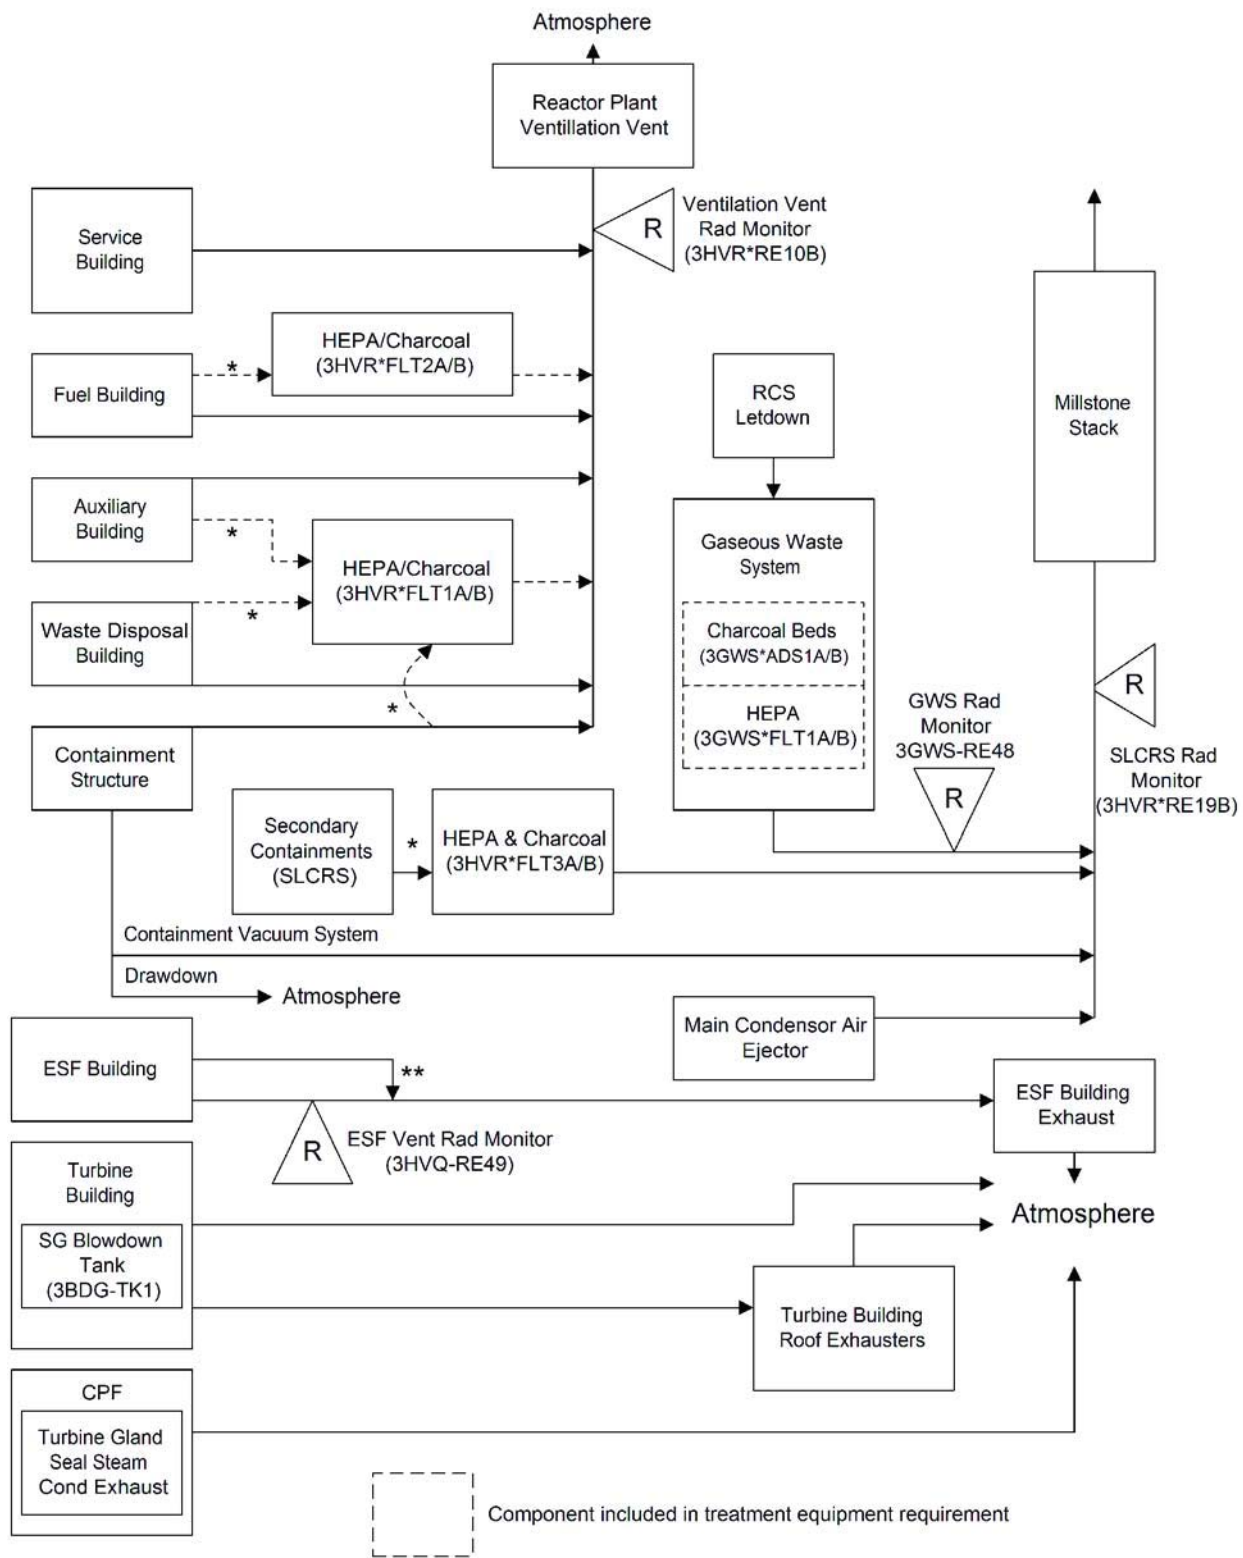 Atmosphere
Reactor Plant
Ventillation Vent
Ventilation Vent
Rad Monitor
(3HVR*RE10B)
R
Service
Building
HEPA/Charcoal
(3HVR*FLT2A/B)
*
Fuel Building
RCS
Letdown
Millstone
Stack
Auxiliary
Building
*
HEPA/Charcoal
(3HVR*FLT1A/B)
Gaseous Waste
System
Waste Disposal
Building
*
Charcoal Beds
(3GWS*ADS1A/B)
HEPA
(3GWS*FLT1A/B)
*
GWS Rad
Monitor
3GWS-RE48
R
R
SLCRS Rad
Monitor
(3HVR*RE19B)
Containment
Structure
Secondary
Containments
(SLCRS)
*
HEPA & Charcoal
(3HVR*FLT3A/B)
Containment Vacuum System
Drawdown
Atmosphere
Main Condensor Air
Ejector
ESF Building
**
R
ESF Vent Rad Monitor
(3HVQ-RE49)
ESF Building
Exhaust
Atmosphere
Turbine
Building
SG Blowdown
Tank
(3BDG-TK1)
Turbine Building
Roof Exhausters
CPF
Turbine Gland
Seal Steam
Cond Exhaust
Component included in treatment equipment requirement